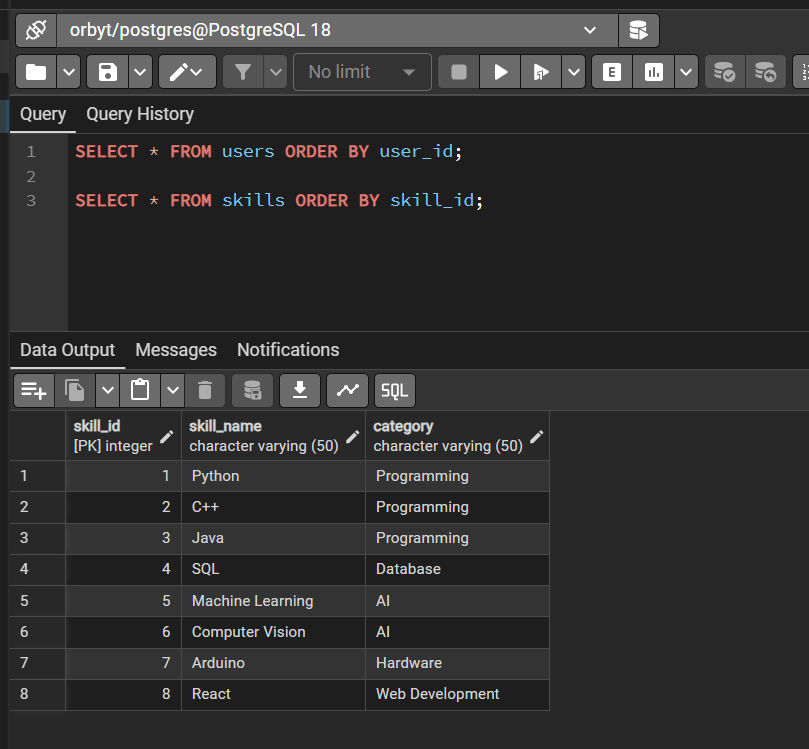 orbyt/postgres@PostgreSQL 18
No limit
E
Query Query History
1 SELECT * FROM users ORDER BY user_id;
2
3 SELECT * FROM skills ORDER BY skill_id;
Data Output Messages Notifications
SQL
skill_id skill_name category
[PK] integer character varying (50) character varying (50)
1 1 Python Programming
2 2 C++ Programming
3 3 Java Programming
4 4 SQL Database
5 5 Machine Learning AI
6 6 Computer Vision AI
7 7 Arduino Hardware
8 8 React Web Development